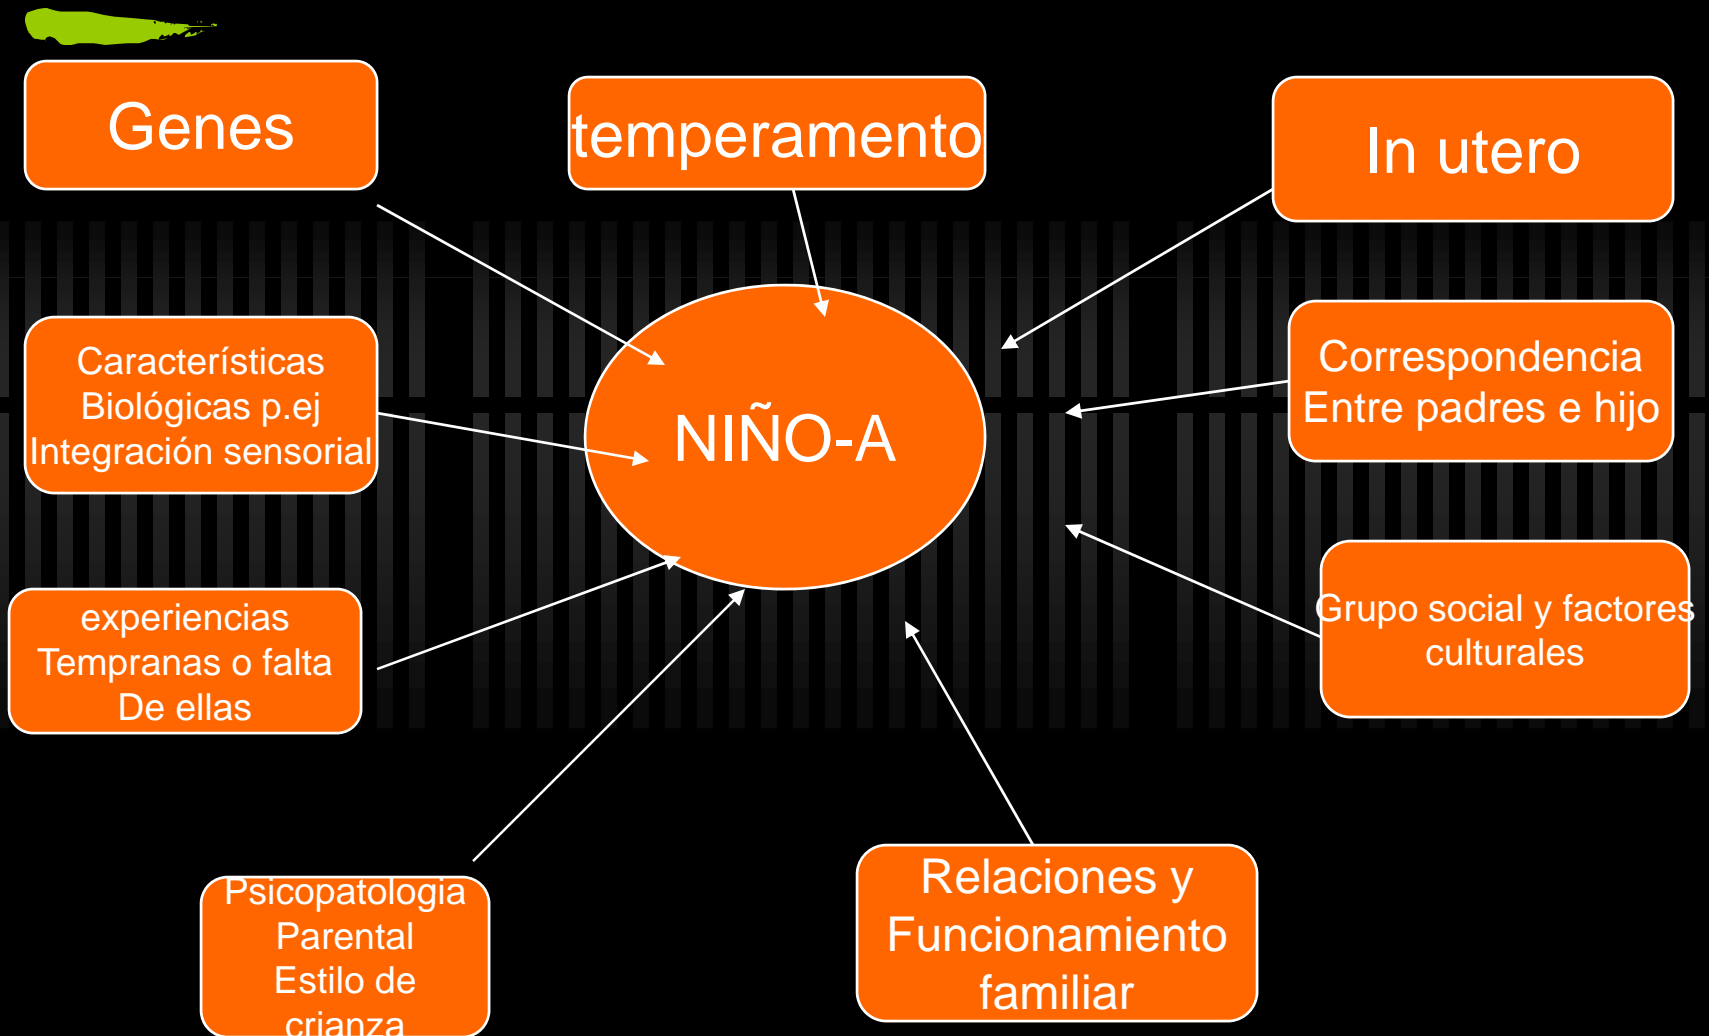 Genes
temperamento
In utero
Características
Biológicas p.ej
Integración sensorial
NIÑO-A
Correspondencia
Entre padres e hijo
experiencias
Tempranas o falta
De ellas
Grupo social y factores
culturales
Psicopatologia
Parental
Estilo de
crianza
Relaciones y
Funcionamiento
familiar